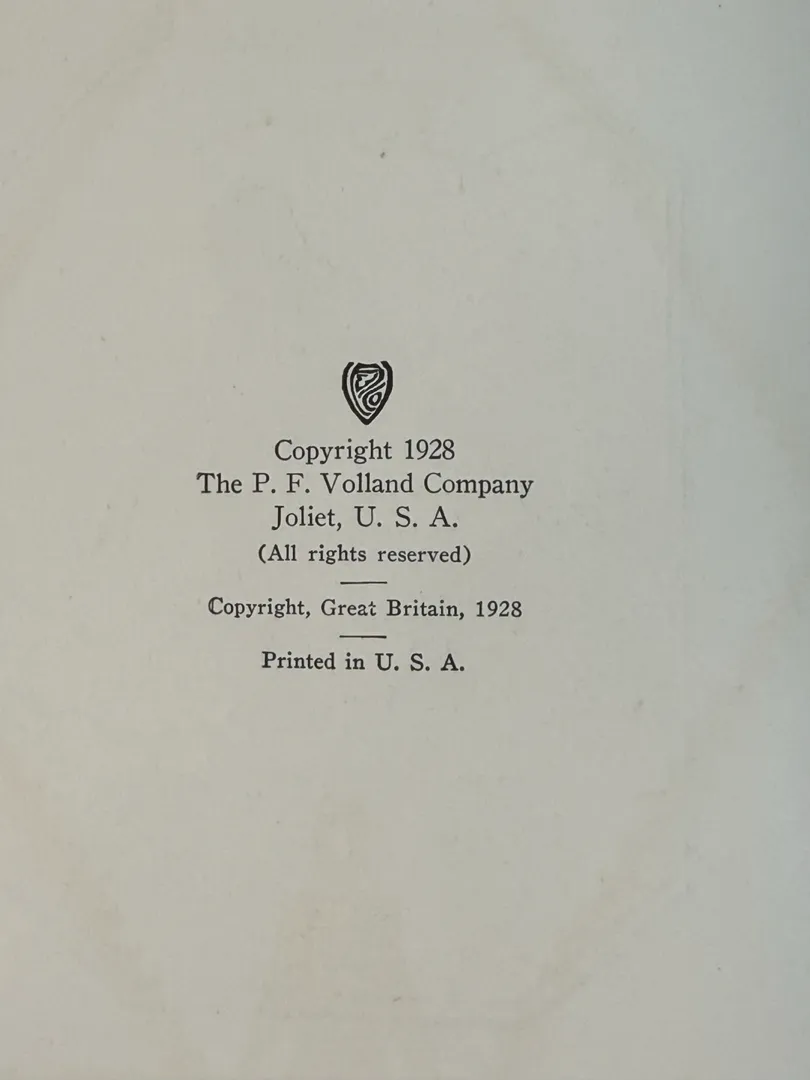 Copyright 1928
The P. F. Volland Company
Joliet, U. S. A.
(All rights reserved)
Copyright, Great Britain, 1928
Printed in U. S. A.